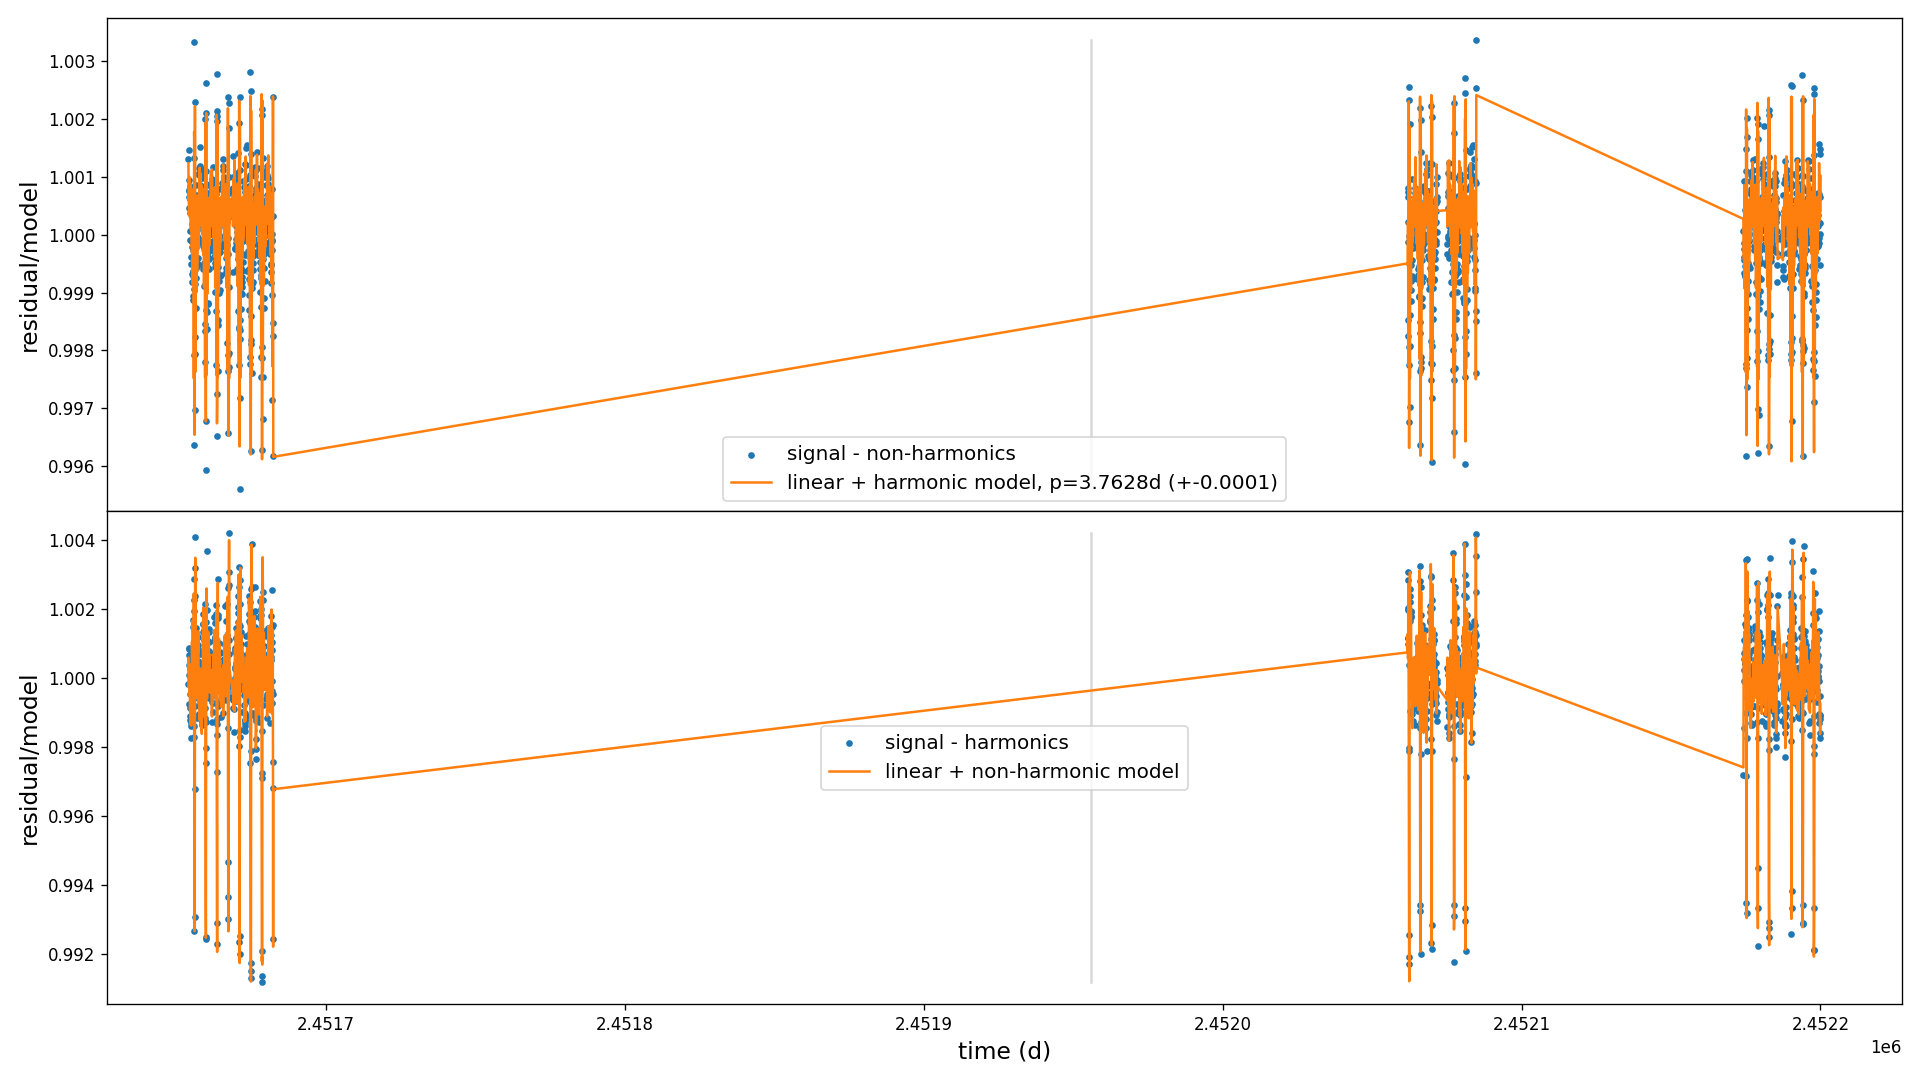 1.003
1.002
1.001
1.000
0.999
0.998
0.997
0.996
residual/model
signal - non-harmonics
linear + harmonic model, p=3.7628d (+-0.0001)
1.004
1.002
1.000
0.998
0.996
0.994
0.992
residual/model
signal - harmonics
linear + non-harmonic model
2.4517 2.4518 2.4519 2.4520 2.4521 2.4522
time (d)
1e6